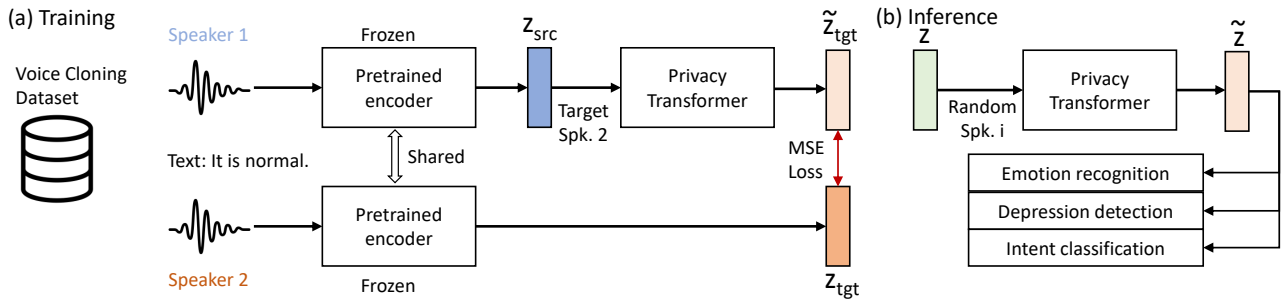 (a) Training
Speaker 1
Voice Cloning
Dataset
Frozen
Pretrained
encoder
z_src
Target
Spk. 2
Privacy
Transformer
z̃_tgt
Text: It is normal.
Shared
MSE
Loss
Pretrained
encoder
Speaker 2
Frozen
z_tgt
(b) Inference
z
Random
Spk. i
Privacy
Transformer
z̃
Emotion recognition
Depression detection
Intent classification